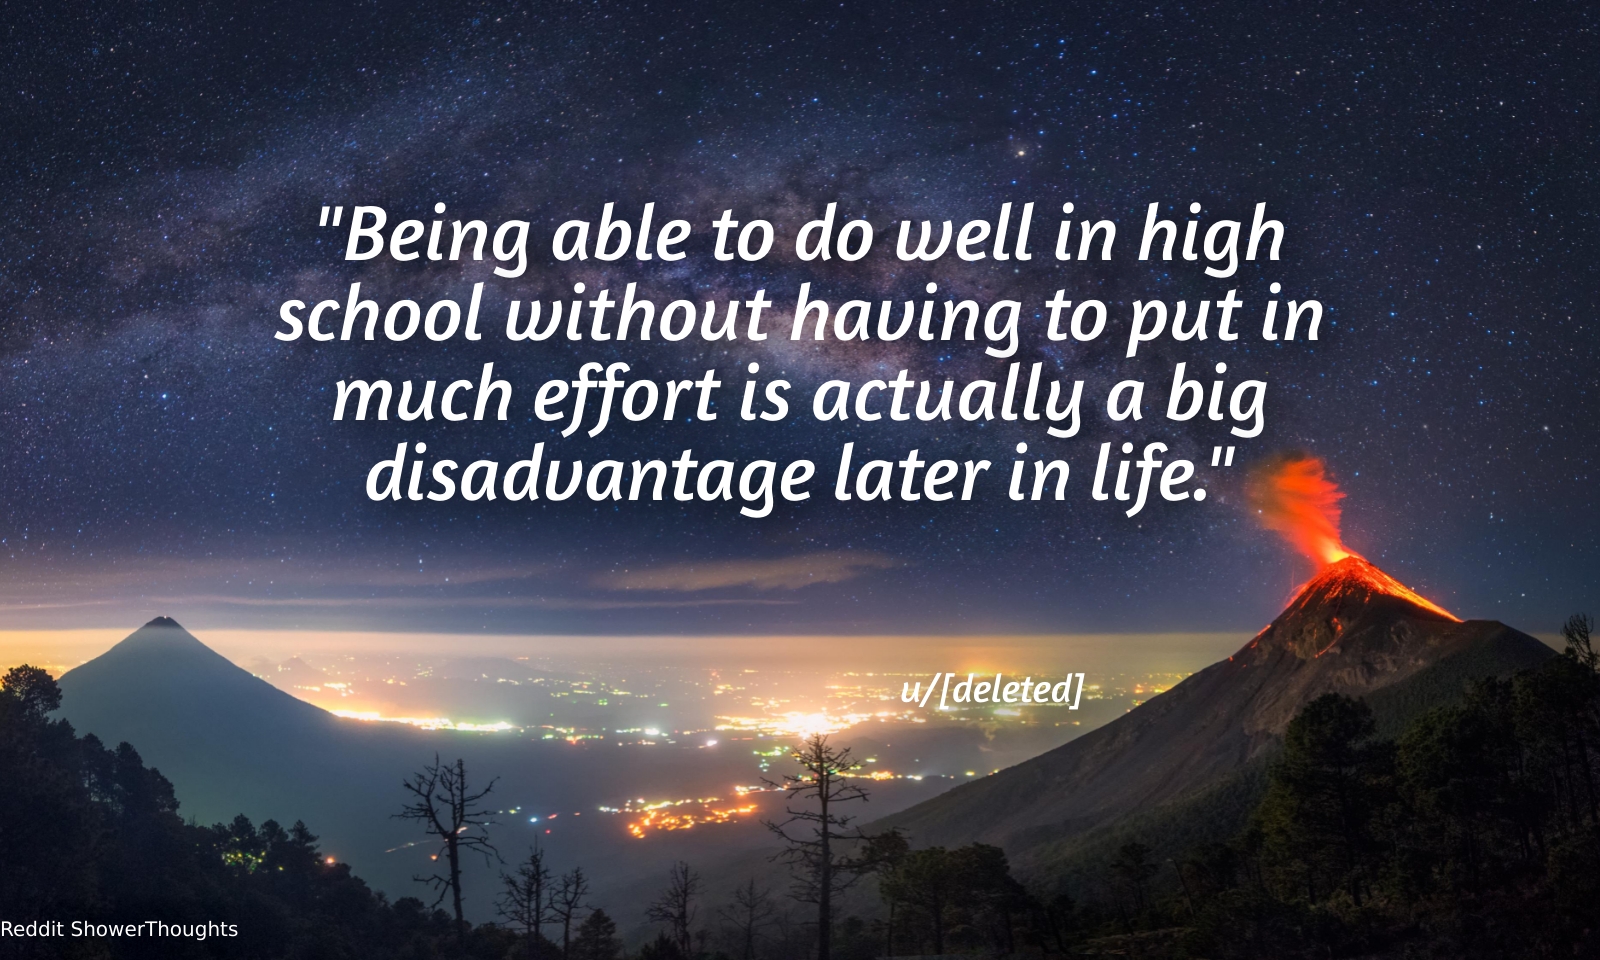 "Being able to do well in high
school without having to put in
much effort is actually a big
disadvantage later in life."
u/[deleted]
Reddit ShowerThoughts